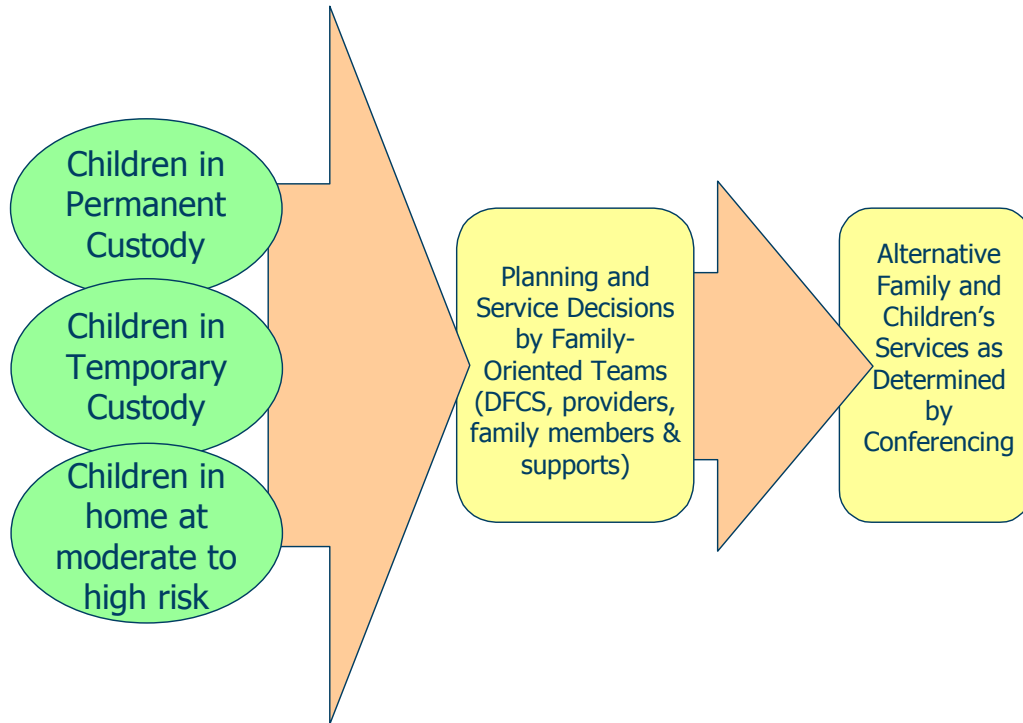 Children in
Permanent
Custody
Children in
Temporary
Custody
Children in
home at
moderate to
high risk
Planning and
Service Decisions
by Family-
Oriented Teams
(DFCS, providers,
family members &
supports)
Alternative
Family and
Children’s
Services as
Determined
by
Conferencing